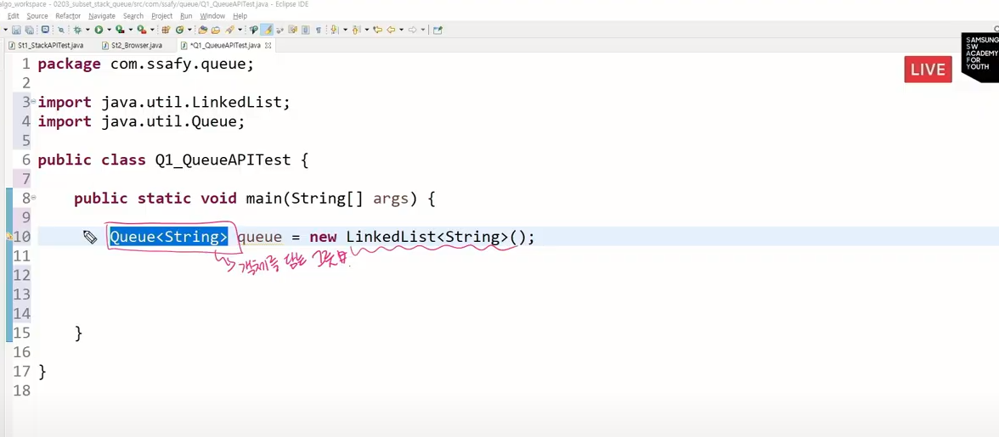 algo_workspace - 0203_subset_stack_queue/src/com/ssafy/queue/Q1_QueueAPITest.java - Eclipse IDE
Edit Source Refactor Navigate Search Project Run Window Help
St1_StackAPITest.java St2_Browser.java *Q1_QueueAPITest.java
SAMSUNG
SW
ACADEMY
FOR
YOUTH
LIVE
1 package com.ssafy.queue;
2
3 import java.util.LinkedList;
4 import java.util.Queue;
5
6 public class Q1_QueueAPITest {
7
8 public static void main(String[] args) {
9
10 Queue<String> queue = new LinkedList<String>();
객체를 담는
11
12
13
14
15 }
16
17 }
18